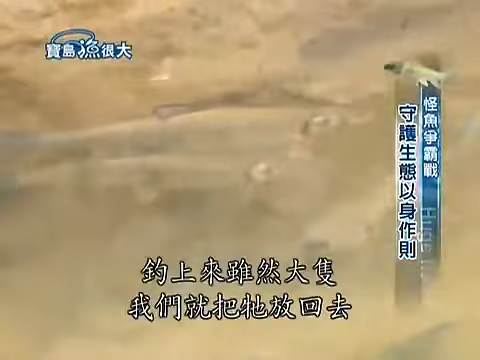 寶島漁很大
怪魚爭霸戰
守護生態以身作則
釣上來雖然大隻
我們就把牠放回去